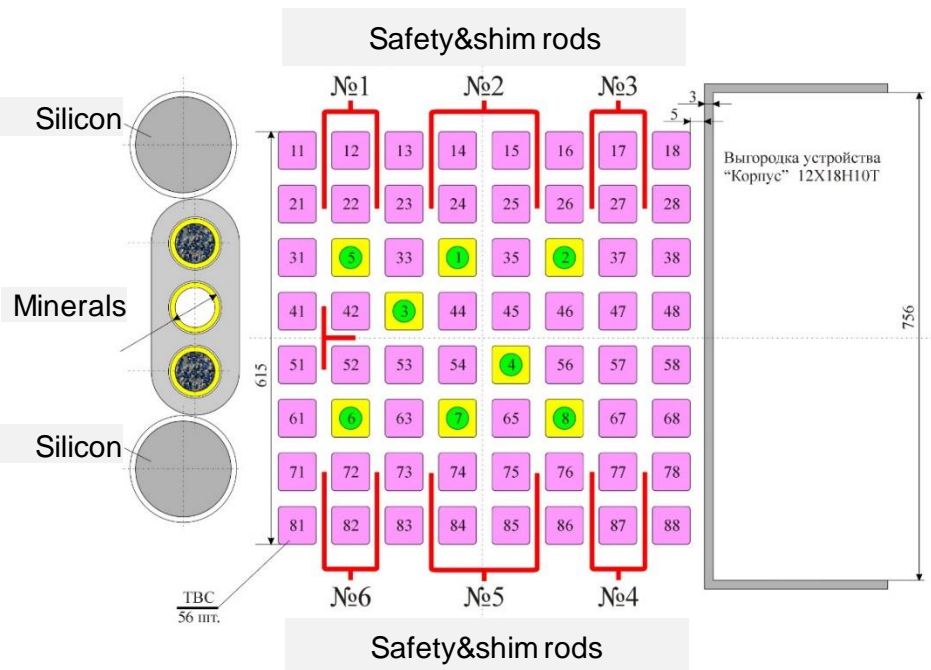 Safety&shim rods
№1 №2 №3
Silicon
Minerals
Silicon
11 12 13 14 15 16 17 18
21 22 23 24 25 26 27 28
31 5 33 1 35 2 37 38
41 42 3 44 45 46 47 48
51 52 53 54 4 56 57 58
61 6 63 7 65 8 67 68
71 72 73 74 75 76 77 78
81 82 83 84 85 86 87 88
615
3
5
Выгородка устройства
“Корпус” 12Х18Н10Т
756
ТВС
56 шт.
№6 №5 №4
Safety&shim rods